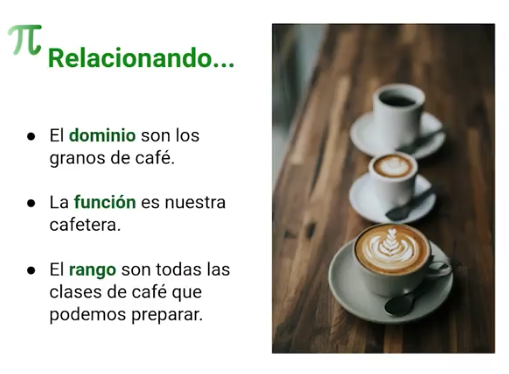 π
Relacionando...
● El dominio son los
granos de café.
● La función es nuestra
cafetera.
● El rango son todas las
clases de café que
podemos preparar.